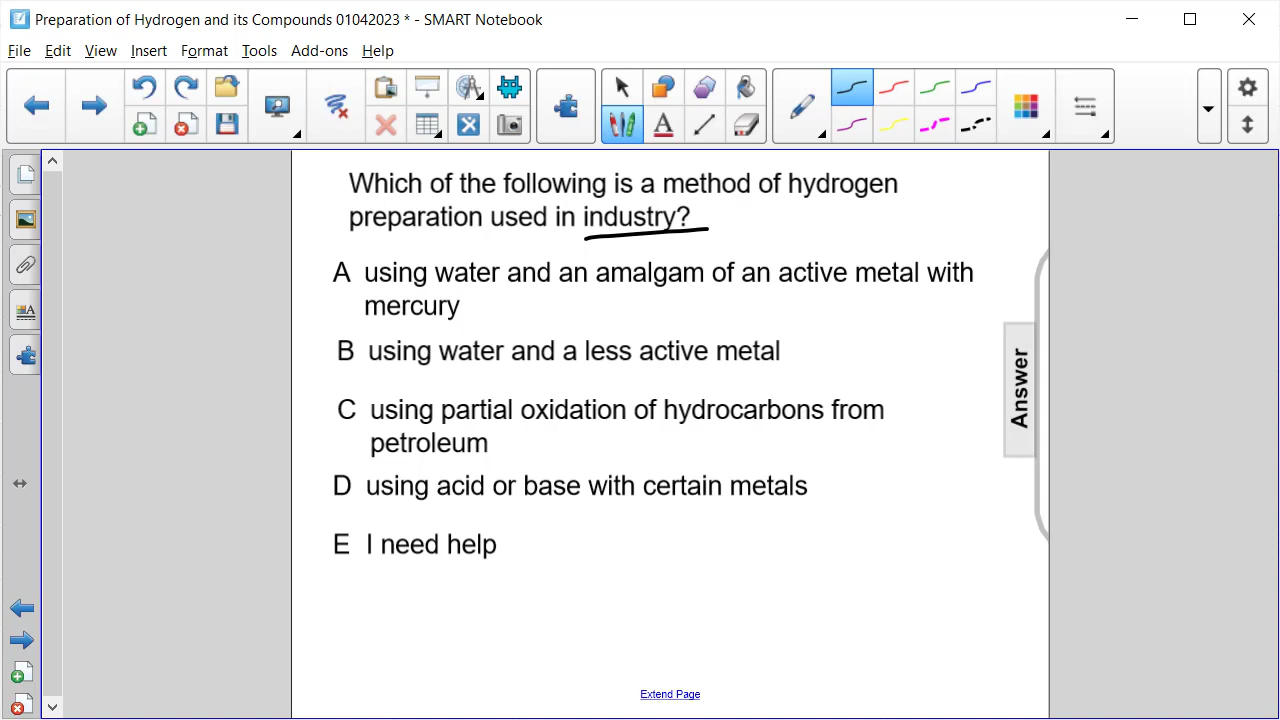 Preparation of Hydrogen and its Compounds 01042023 * - SMART Notebook
File Edit View Insert Format Tools Add-ons Help
Which of the following is a method of hydrogen
preparation used in industry?
A using water and an amalgam of an active metal with
mercury
B using water and a less active metal
C using partial oxidation of hydrocarbons from
petroleum
D using acid or base with certain metals
E I need help
Answer
Extend Page